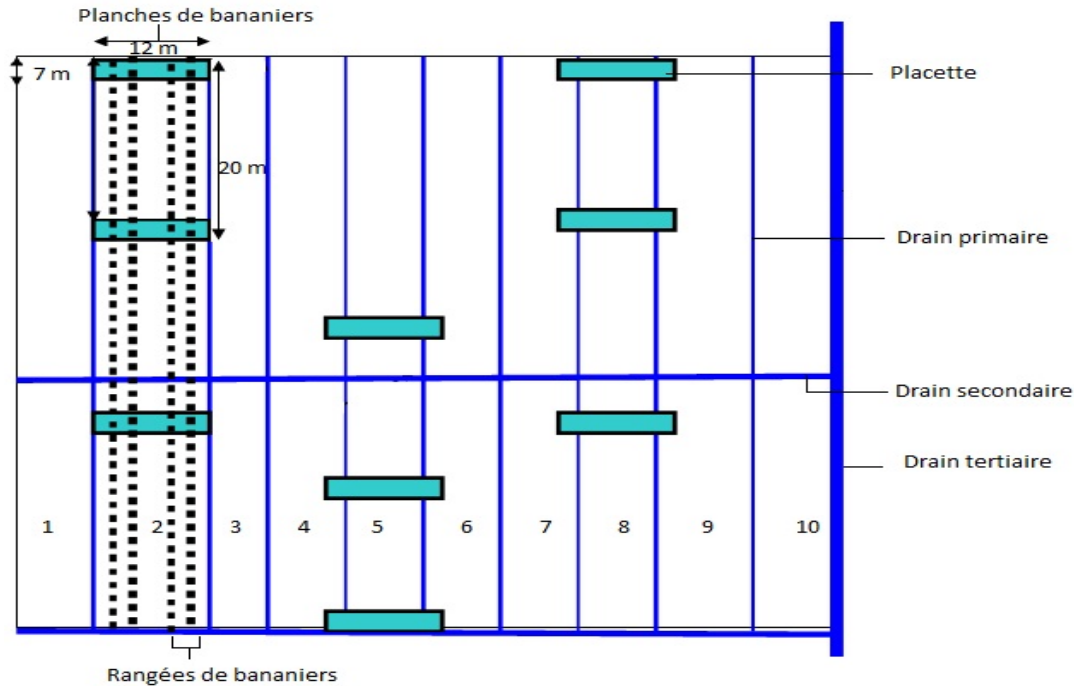 Planches de bananiers
12 m
7 m
Placette
20 m
Drain primaire
Drain secondaire
Drain tertiaire
1 2 3 4 5 6 7 8 9 10
Rangées de bananiers